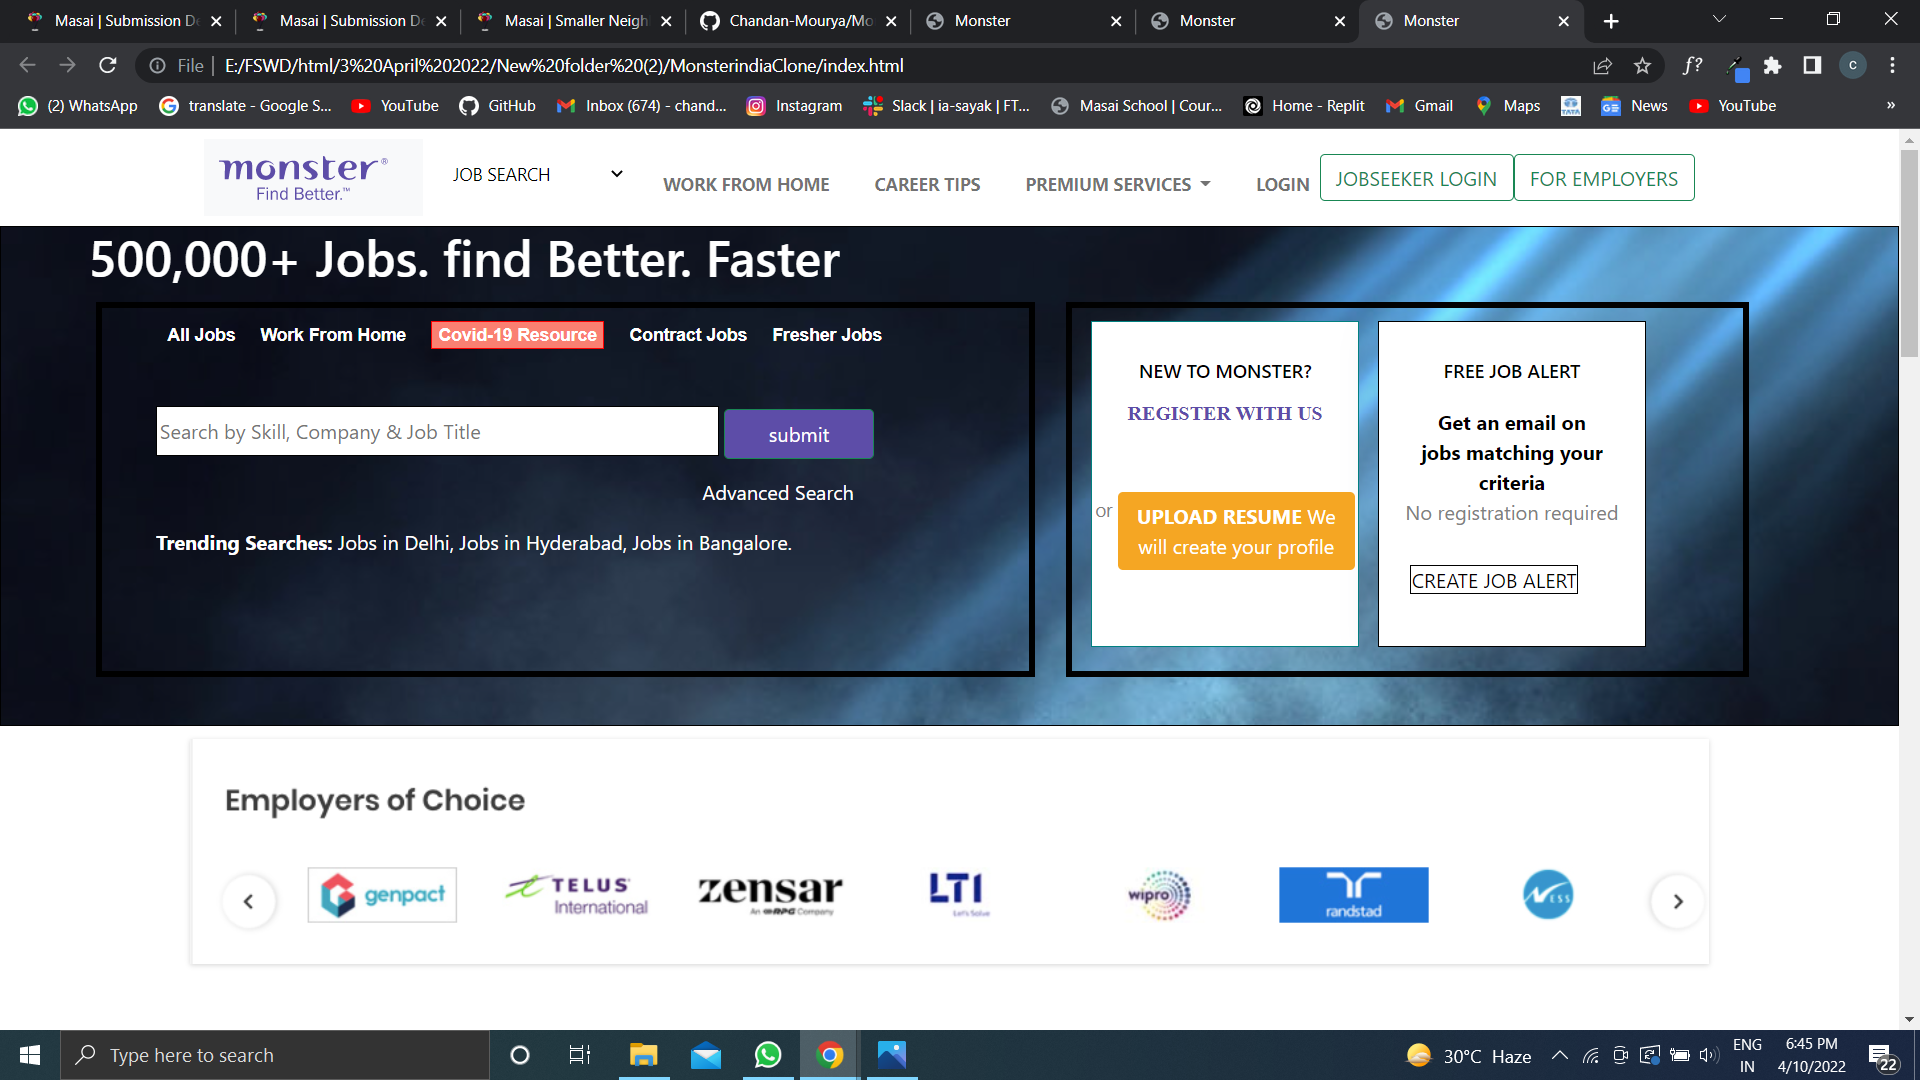 Masai | Submission De
Masai | Submission De
Masai | Smaller Neigh
Chandan-Mourya/Mo
Monster
Monster
Monster
File
E:/FSWD/html/3%20April%202022/New%20folder%20(2)/MonsterindiaClone/index.html
f?
c
(2) WhatsApp
translate - Google S...
YouTube
GitHub
Inbox (674) - chand...
Instagram
Slack | ia-sayak | FT...
Masai School | Cour...
Home - Replit
Gmail
Maps
TATA
News
YouTube
»
monster®
Find Better.™
JOB SEARCH
WORK FROM HOME
CAREER TIPS
PREMIUM SERVICES
LOGIN
JOBSEEKER LOGIN
FOR EMPLOYERS
500,000+ Jobs. find Better. Faster
All Jobs
Work From Home
Covid-19 Resource
Contract Jobs
Fresher Jobs
Search by Skill, Company & Job Title
submit
Advanced Search
Trending Searches: Jobs in Delhi, Jobs in Hyderabad, Jobs in Bangalore.
NEW TO MONSTER?
REGISTER WITH US
or
UPLOAD RESUME We
will create your profile
FREE JOB ALERT
Get an email on
jobs matching your
criteria
No registration required
CREATE JOB ALERT
Employers of Choice
genpact
TELUS®
International
zensar
An RPG Company
LTI
Let's Solve
wipro
randstad
NESS
Type here to search
30°C Haze
ENG
IN
6:45 PM
4/10/2022
22